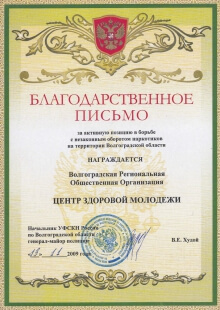 БЛАГОДАРСТВЕННОЕ
ПИСЬМО
за активную позицию в борьбе
с незаконным оборотом наркотиков
на территории Волгоградской области
НАГРАЖДАЕТСЯ
Волгоградская Региональная
Общественная Организация
ЦЕНТР ЗДОРОВОЙ МОЛОДЕЖИ
Начальник УФСКН России
по Волгоградской области
генерал-майор полиции
В.Е. Худой
2009 года